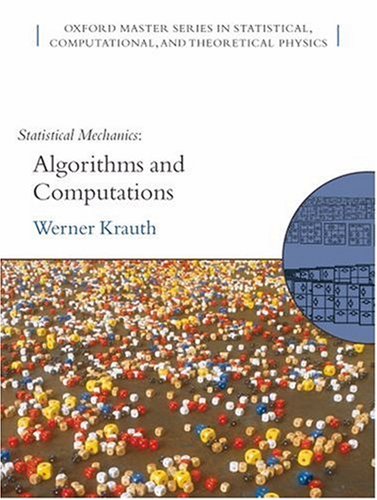 OXFORD MASTER SERIES IN STATISTICAL,
COMPUTATIONAL, AND THEORETICAL PHYSICS
Statistical Mechanics:
Algorithms and
Computations
Werner Krauth